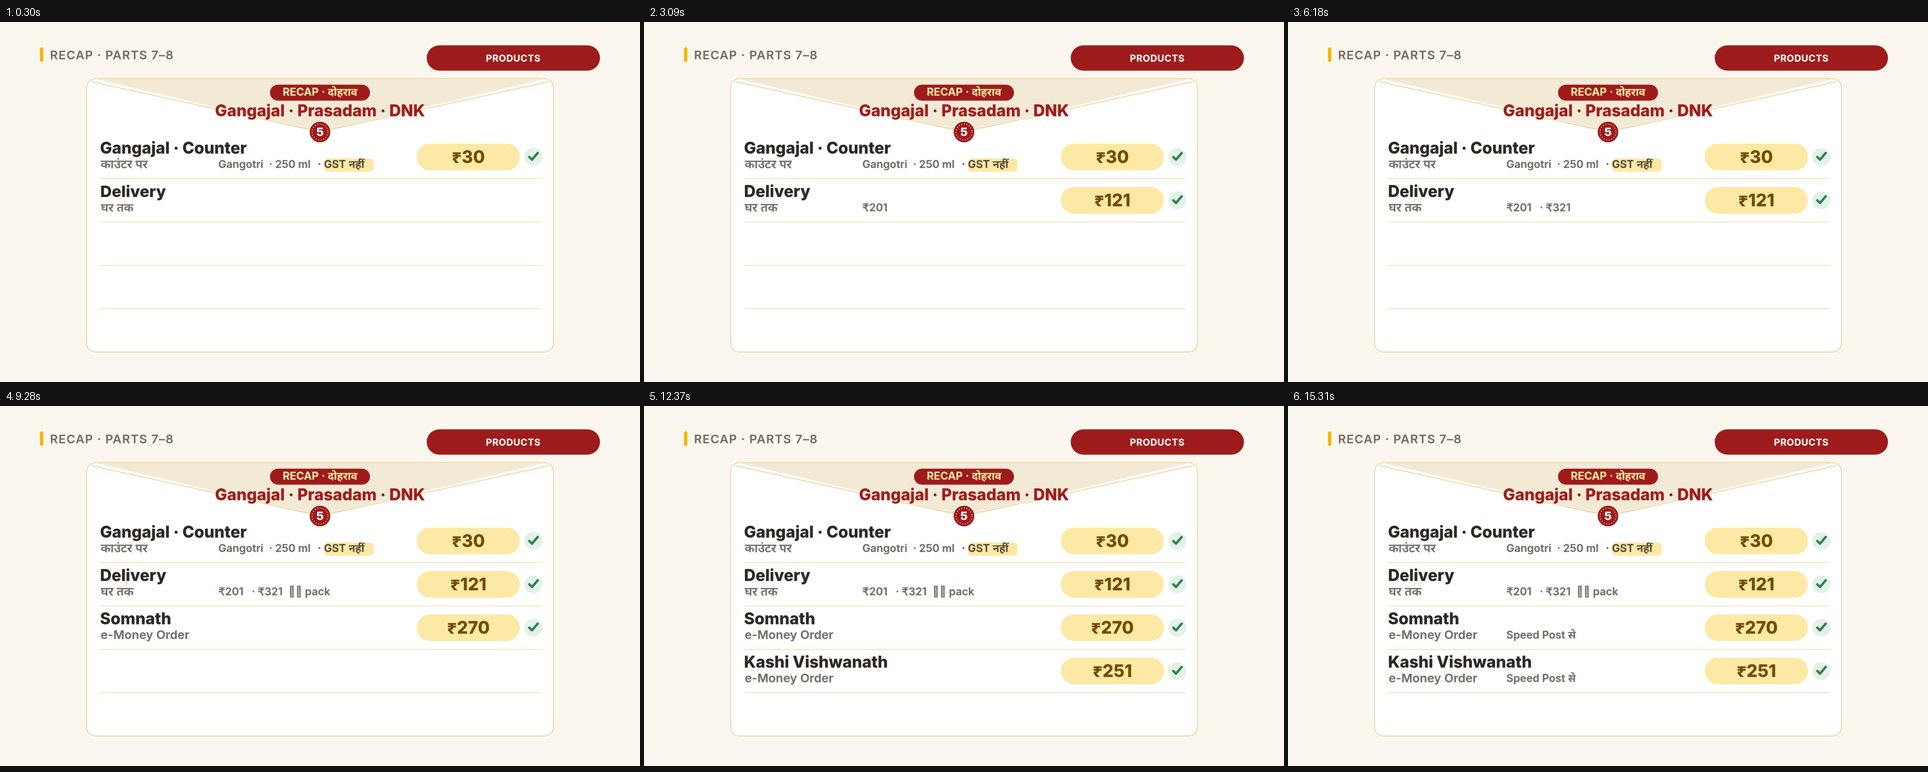 1. 0.30s
RECAP · PARTS 7–8
PRODUCTS
RECAP · दोहराव
Gangajal · Prasadam · DNK
5
Gangajal · Counter
काउंटर पर Gangotri · 250 ml · GST नहीं
₹30
Delivery
घर तक
2. 3.09s
RECAP · PARTS 7–8
PRODUCTS
RECAP · दोहराव
Gangajal · Prasadam · DNK
5
Gangajal · Counter
काउंटर पर Gangotri · 250 ml · GST नहीं
₹30
Delivery
घर तक ₹201
₹121
3. 6.18s
RECAP · PARTS 7–8
PRODUCTS
RECAP · दोहराव
Gangajal · Prasadam · DNK
5
Gangajal · Counter
काउंटर पर Gangotri · 250 ml · GST नहीं
₹30
Delivery
घर तक ₹201 · ₹321
₹121
4. 9.28s
RECAP · PARTS 7–8
PRODUCTS
RECAP · दोहराव
Gangajal · Prasadam · DNK
5
Gangajal · Counter
काउंटर पर Gangotri · 250 ml · GST नहीं
₹30
Delivery
घर तक ₹201 · ₹321 pack
₹121
Somnath
e-Money Order
₹270
5. 12.37s
RECAP · PARTS 7–8
PRODUCTS
RECAP · दोहराव
Gangajal · Prasadam · DNK
5
Gangajal · Counter
काउंटर पर Gangotri · 250 ml · GST नहीं
₹30
Delivery
घर तक ₹201 · ₹321 pack
₹121
Somnath
e-Money Order
₹270
Kashi Vishwanath
e-Money Order
₹251
6. 15.31s
RECAP · PARTS 7–8
PRODUCTS
RECAP · दोहराव
Gangajal · Prasadam · DNK
5
Gangajal · Counter
काउंटर पर Gangotri · 250 ml · GST नहीं
₹30
Delivery
घर तक ₹201 · ₹321 pack
₹121
Somnath
e-Money Order Speed Post से
₹270
Kashi Vishwanath
e-Money Order Speed Post से
₹251